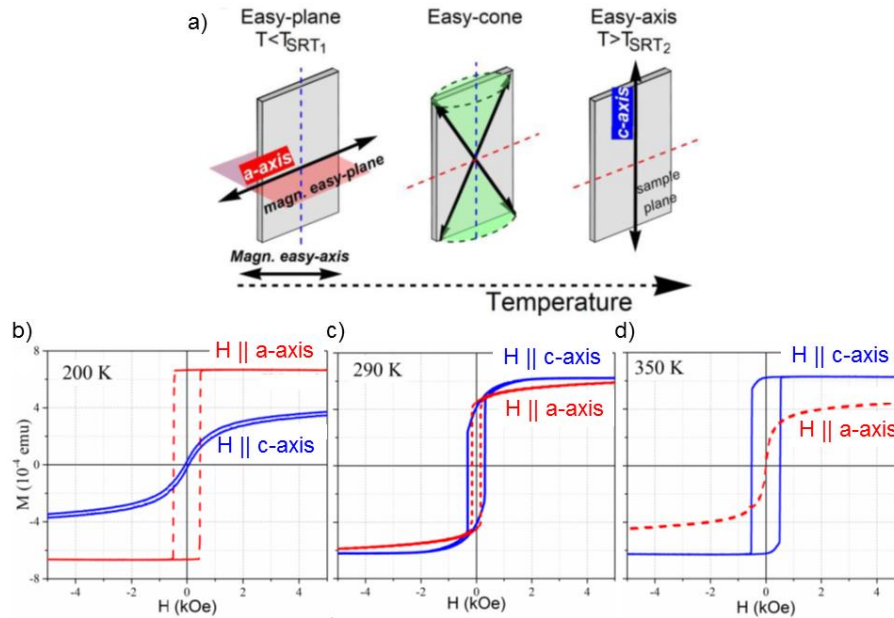 a)
Easy-plane
T<T_SRT₁
Easy-cone
Easy-axis
T>T_SRT₂
a-axis
magn. easy-plane
c-axis
sample
plane
Magn. easy-axis
Temperature
b)
200 K
H || a-axis
H || c-axis
M (10⁻⁴ emu)
8
4
0
-4
-8
-4 -2 0 2 4
H (kOe)
c)
290 K
H || c-axis
H || a-axis
-4 -2 0 2 4
H (kOe)
d)
350 K
H || c-axis
H || a-axis
-4 -2 0 2 4
H (kOe)